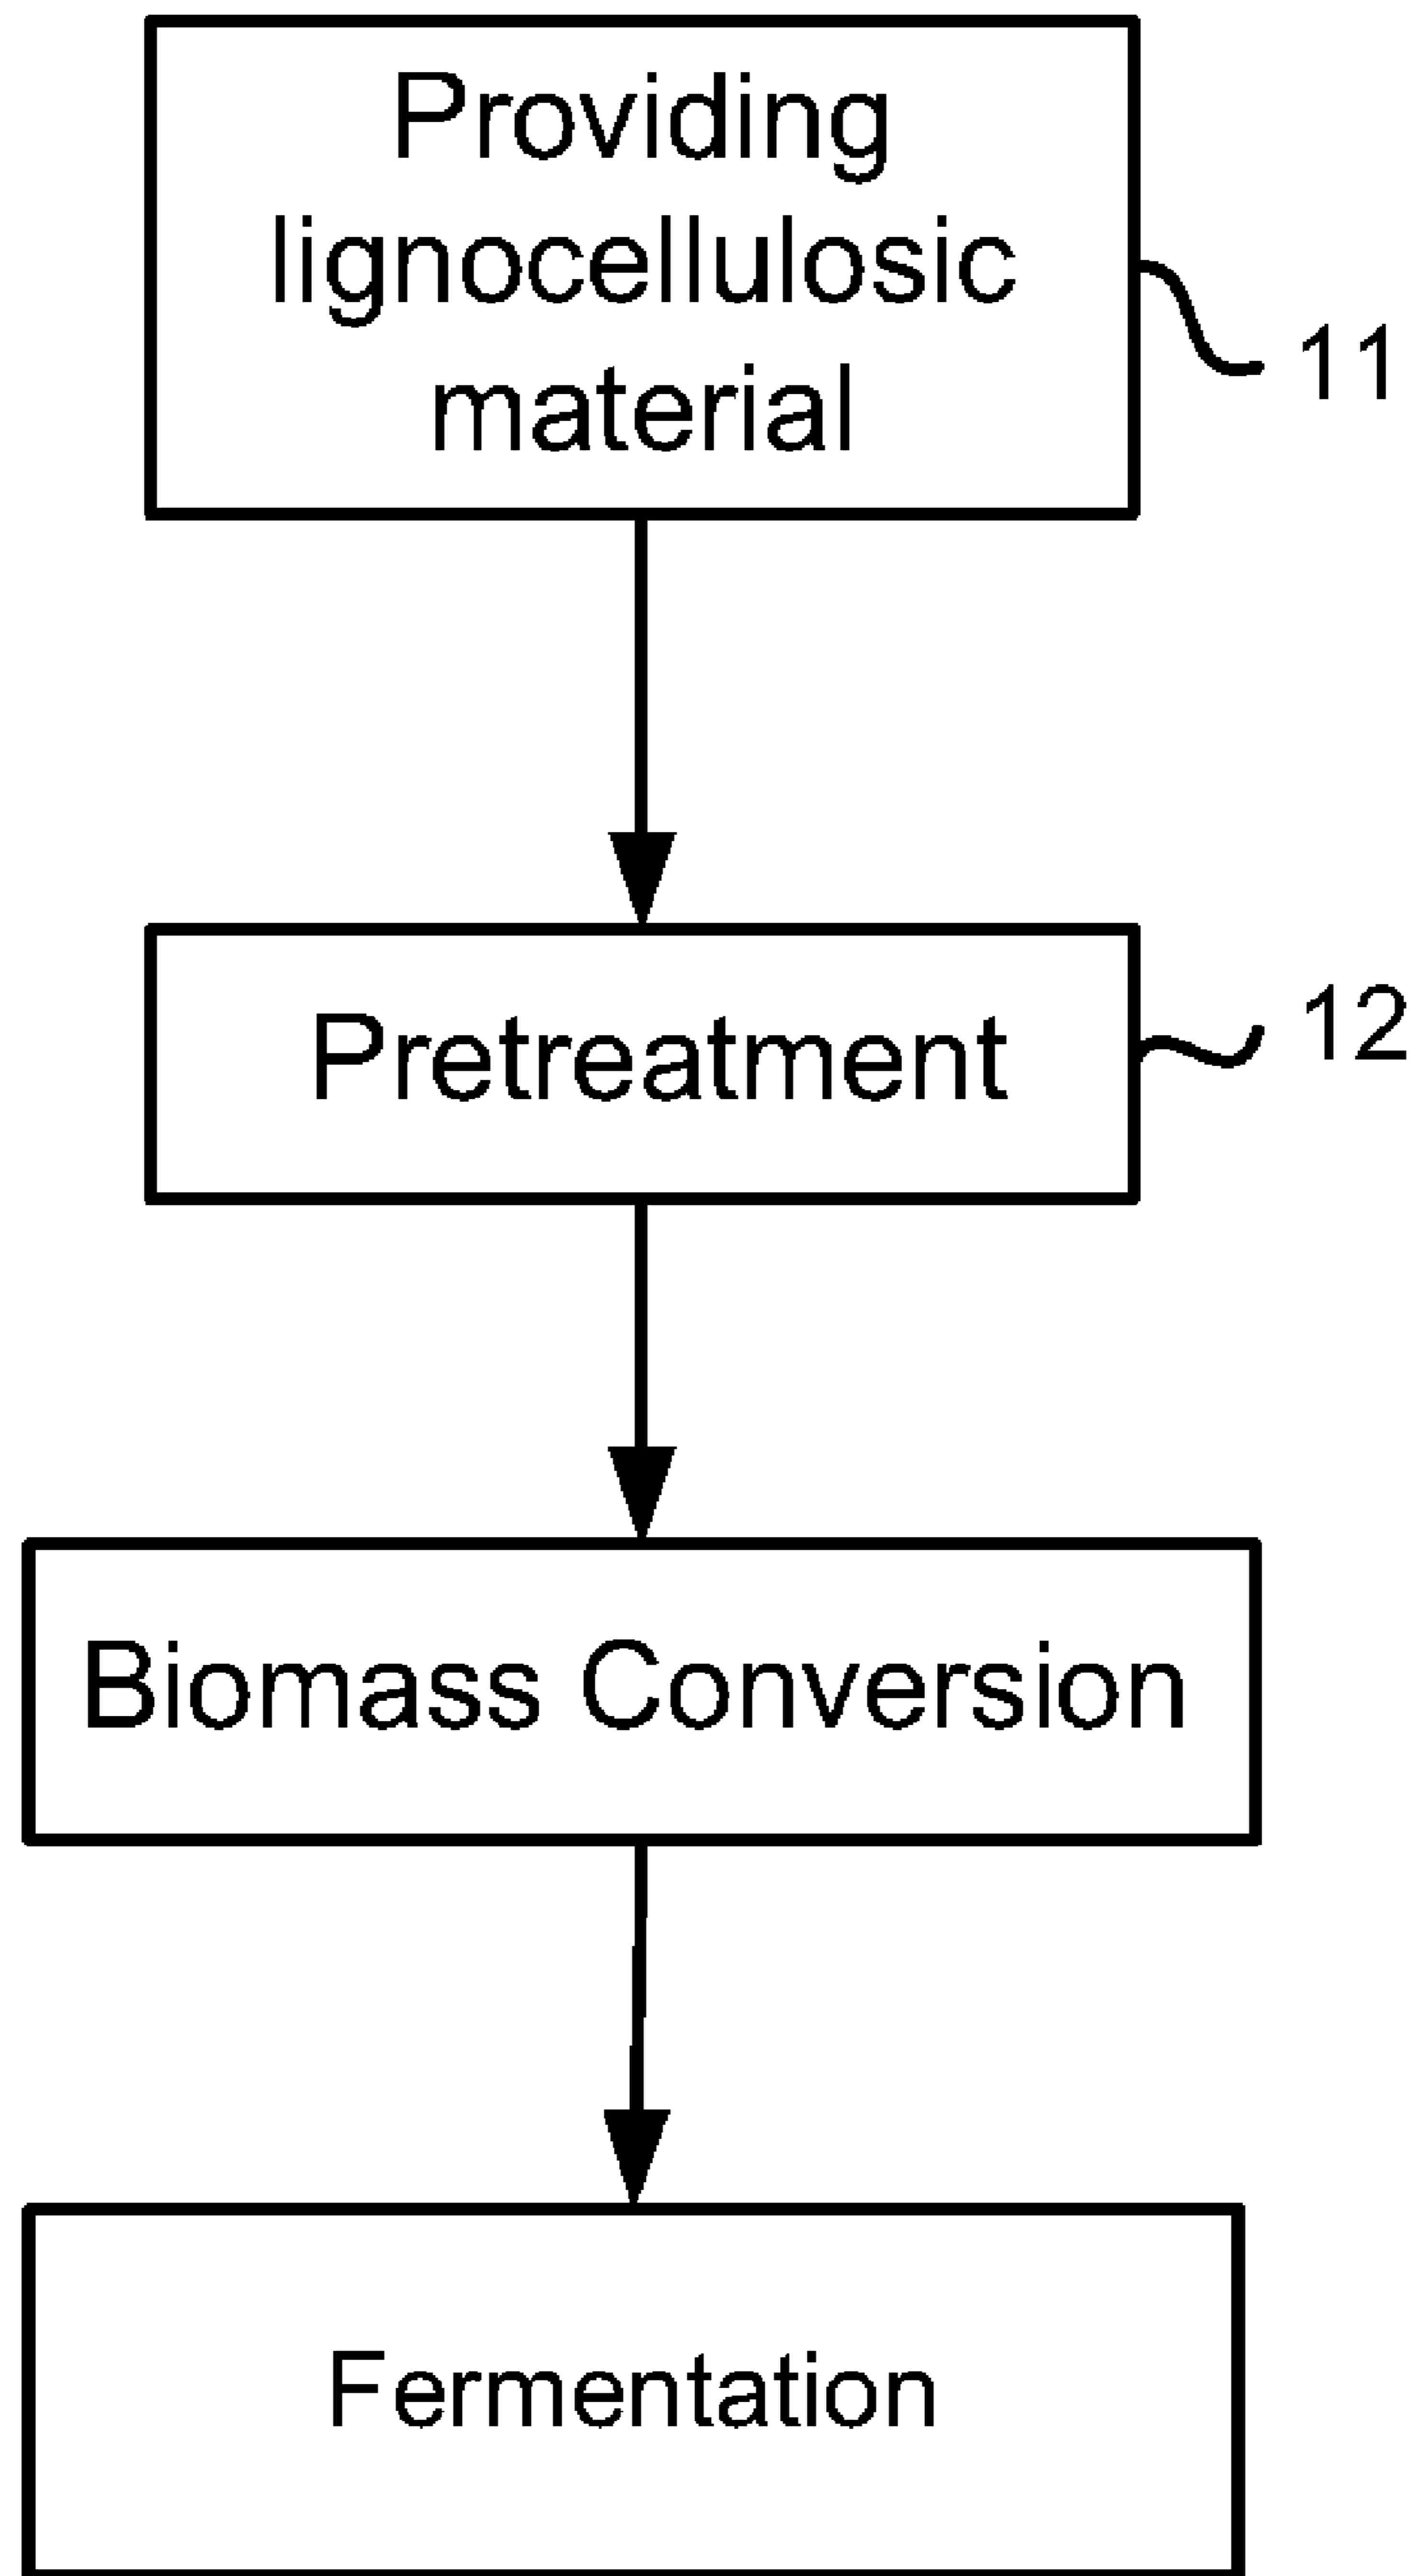 Providing
lignocellulosic
material
11
Pretreatment
12
Biomass Conversion
Fermentation